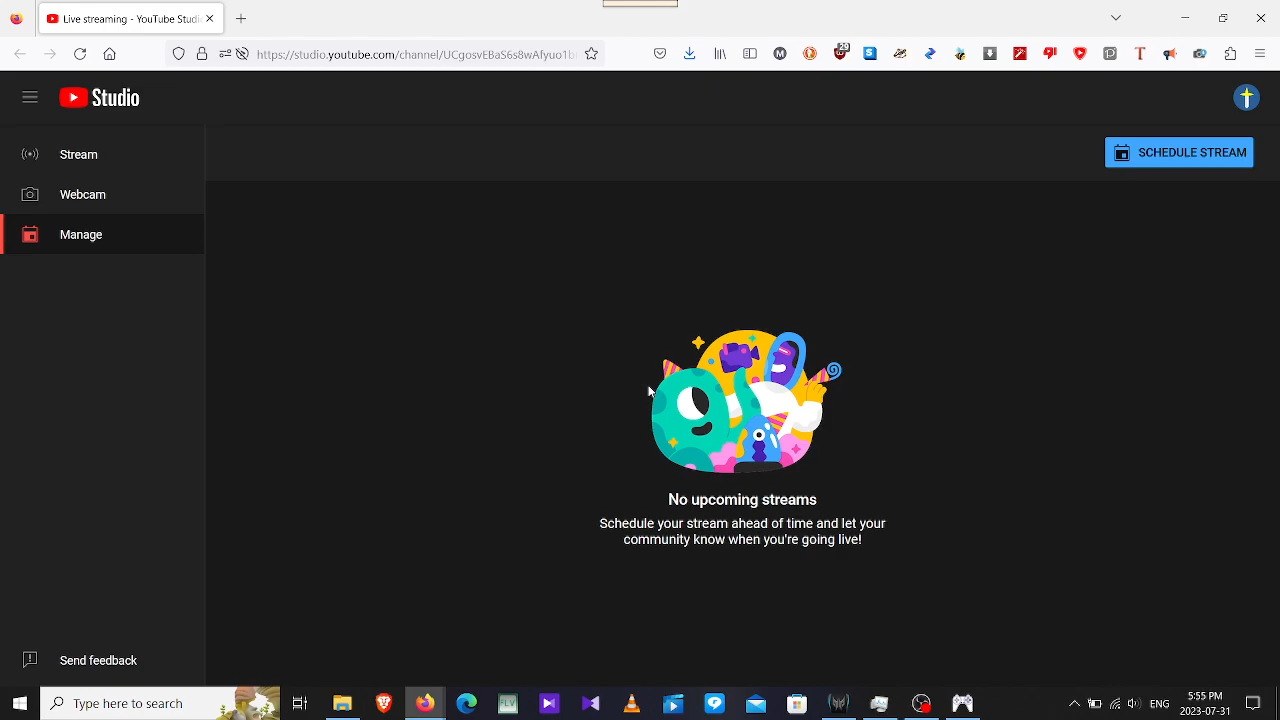 Live streaming - YouTube Studi
https://studio.youtube.com/channel/UCgosvEBaS6s8wAfyuo1b
29
Studio
Stream
Webcam
Manage
SCHEDULE STREAM
No upcoming streams
Schedule your stream ahead of time and let your
community know when you're going live!
Send feedback
Type here to search
ENG
5:55 PM
2023-07-31